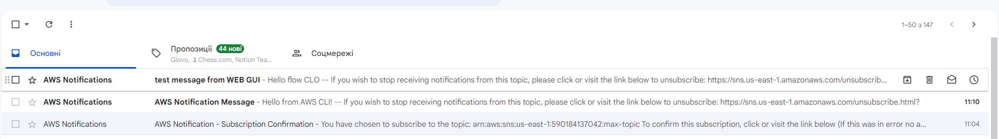 1–50 з 147
Основні
Пропозиції 44 нові
Glovo, Chess.com, Notion Tea...
Соцмережі
AWS Notifications test message from WEB GUI - Hello flow CLO -- If you wish to stop receiving notifications from this topic, please click or visit the link below to unsubscribe: https://sns.us-east-1.amazonaws.com/unsubscrib...
AWS Notifications AWS Notification Message - Hello from AWS CLI! -- If you wish to stop receiving notifications from this topic, please click or visit the link below to unsubscribe: https://sns.us-east-1.amazonaws.com/unsubscribe.html? 11:10
AWS Notifications AWS Notification - Subscription Confirmation - You have chosen to subscribe to the topic: arn:aws:sns:us-east-1:590184137042:max-topic To confirm this subscription, click or visit the link below (If this was in error no a... 11:04